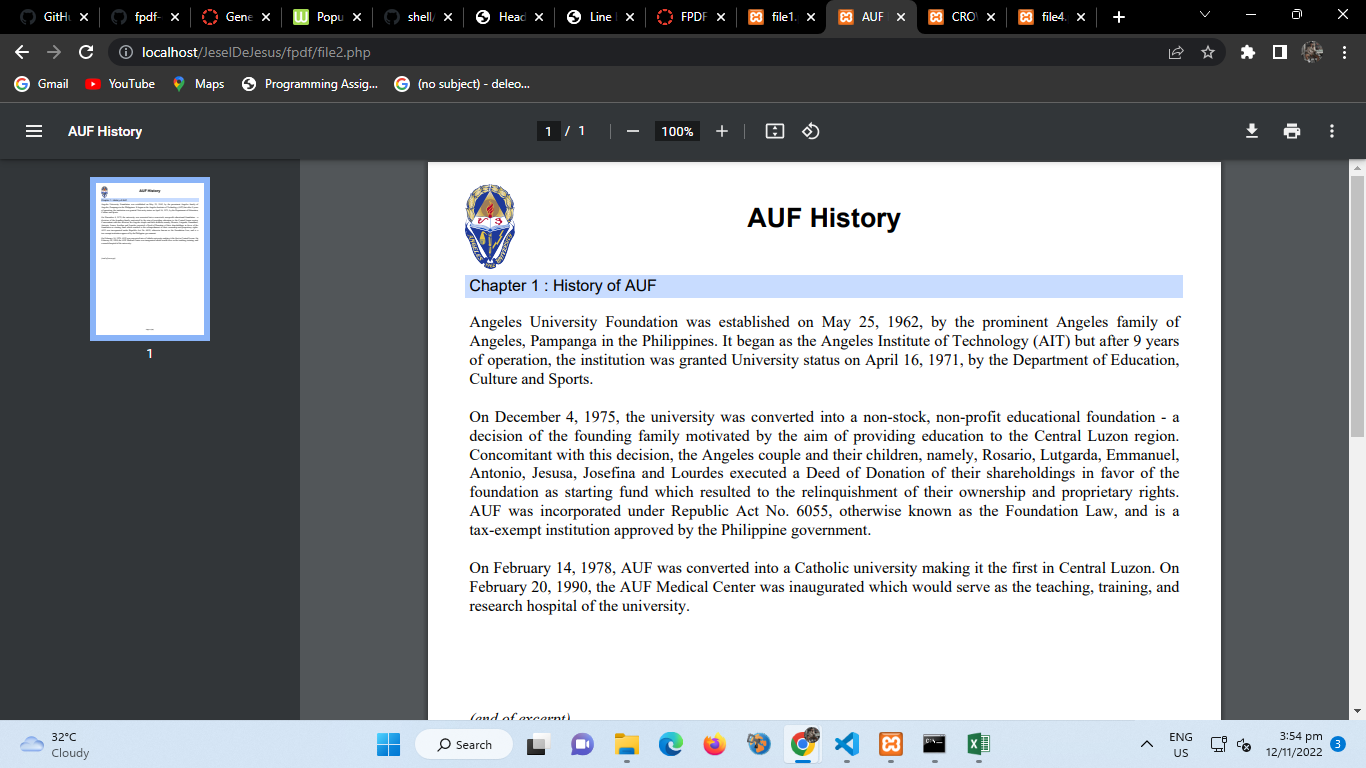 GitHu
fpdf-
Gene
Popu
shell/
Head
Line
FPDF
file1.
AUF
CRO
file4.
localhost/JeselDeJesus/fpdf/file2.php
Gmail
YouTube
Maps
Programming Assig...
(no subject) - deleo...
AUF History
1 / 1
100%
AUF History
Chapter 1 : History of AUF
Angeles University Foundation was established on May 25, 1962, by the prominent Angeles family of
Angeles, Pampanga in the Philippines. It began as the Angeles Institute of Technology (AIT) but after 9 years
of operation, the institution was granted University status on April 16, 1971, by the Department of Education,
Culture and Sports.
On December 4, 1975, the university was converted into a non-stock, non-profit educational foundation - a
decision of the founding family motivated by the aim of providing education to the Central Luzon region.
Concomitant with this decision, the Angeles couple and their children, namely, Rosario, Lutgarda, Emmanuel,
Antonio, Jesusa, Josefina and Lourdes executed a Deed of Donation of their shareholdings in favor of the
foundation as starting fund which resulted to the relinquishment of their ownership and proprietary rights.
AUF was incorporated under Republic Act No. 6055, otherwise known as the Foundation Law, and is a
tax-exempt institution approved by the Philippine government.
On February 14, 1978, AUF was converted into a Catholic university making it the first in Central Luzon. On
February 20, 1990, the AUF Medical Center was inaugurated which would serve as the teaching, training, and
research hospital of the university.
(end of excerpt)
AUF History
1
32°C
Cloudy
Search
ENG
US
3:54 pm
12/11/2022
3